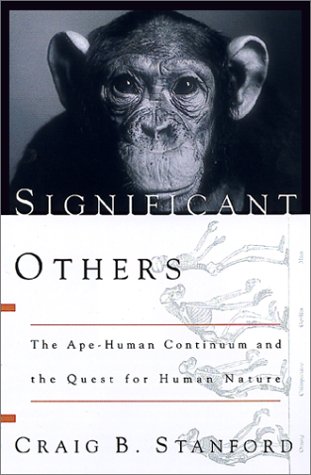 SIGNIFICANT
OTHERS
The Ape-Human Continuum and
the Quest for Human Nature
CRAIG B. STANFORD